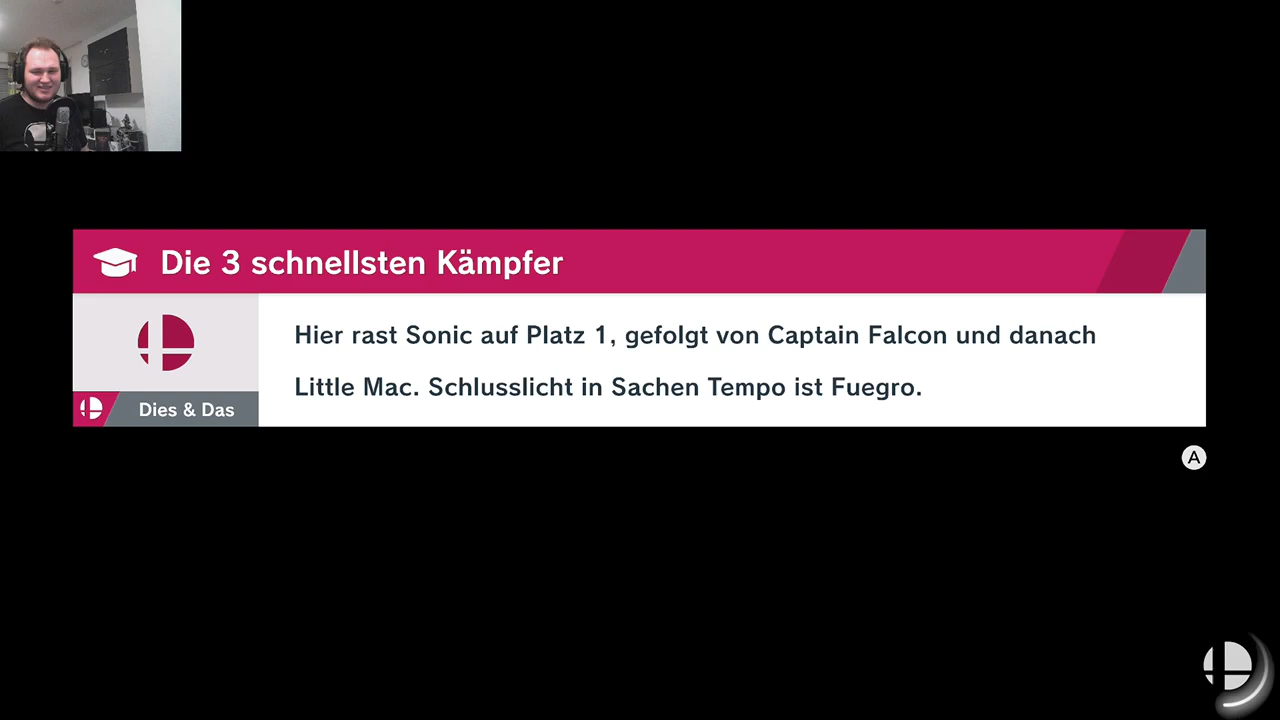 Die 3 schnellsten Kämpfer
Hier rast Sonic auf Platz 1, gefolgt von Captain Falcon und danach
Little Mac. Schlusslicht in Sachen Tempo ist Fuegro.
Dies & Das
A